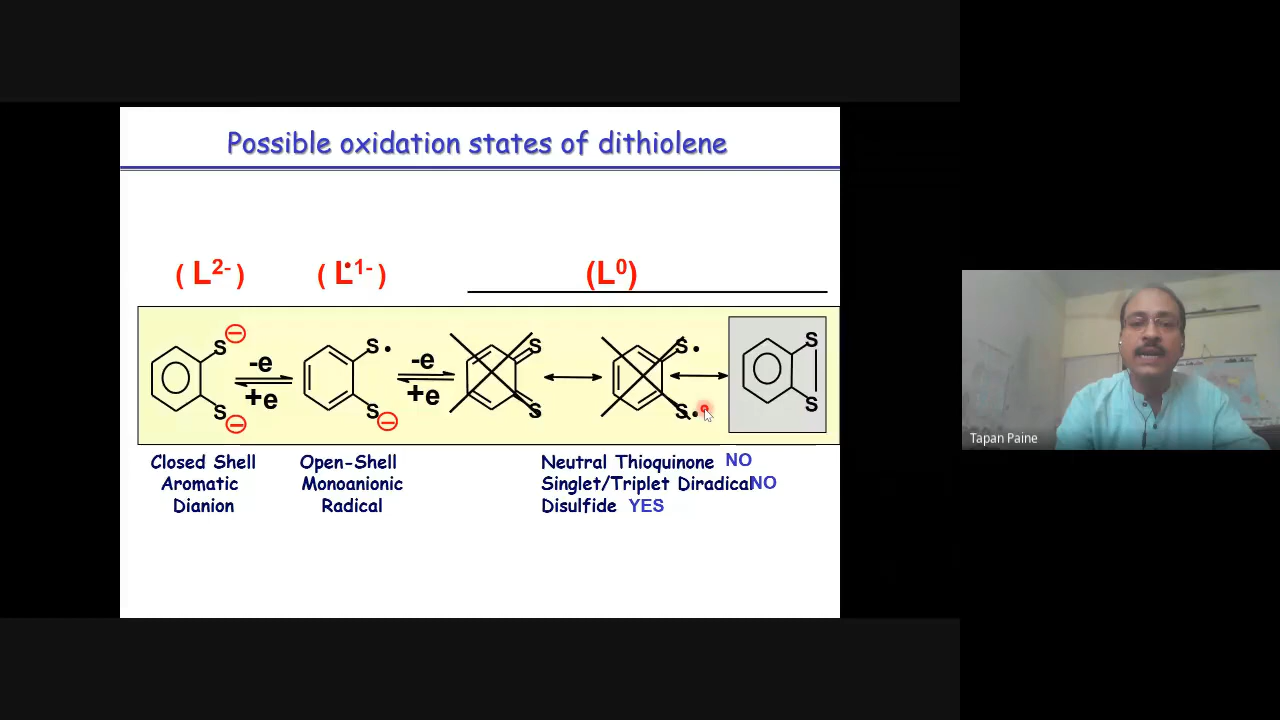 Possible oxidation states of dithiolene
( L2- ) ( L•1- ) (L0)
S S • S S • S
-e -e
+e +e
S S S S • S
Closed Shell Open-Shell Neutral Thioquinone NO
Aromatic Monoanionic Singlet/Triplet Diradical NO
Dianion Radical Disulfide YES
Tapan Paine